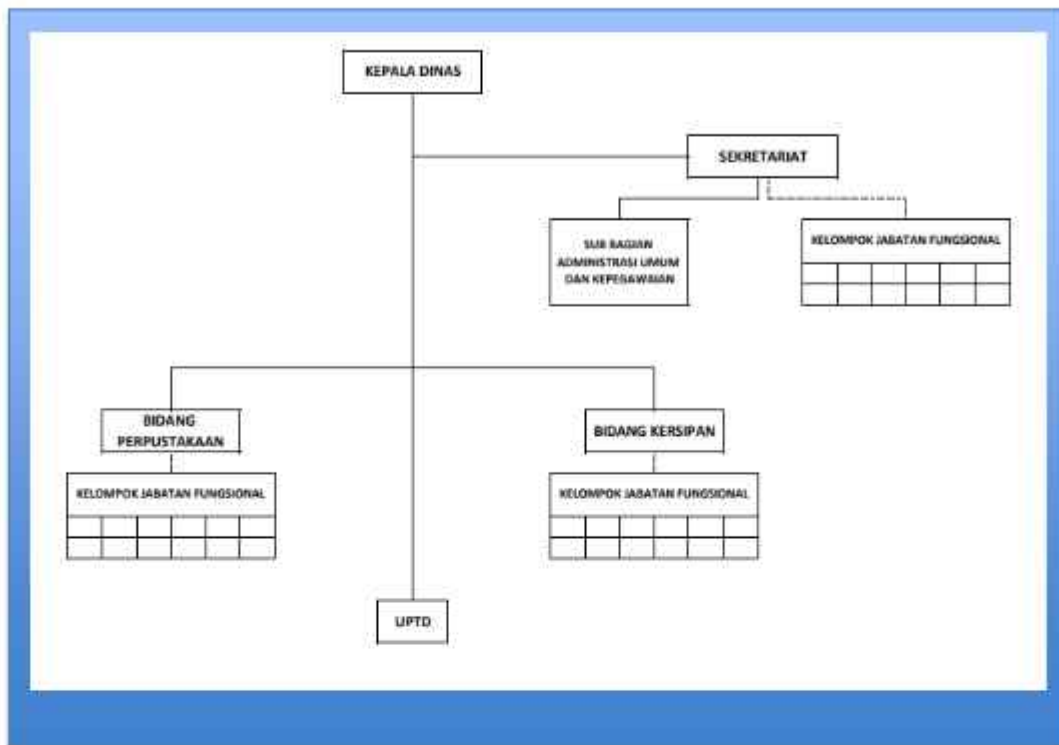 KEPALA DINAS
SEKRETARIAT
SUB BAGIAN
ADMINISTRASI UMUM
DAN KEPEGAWAIAN
KELOMPOK JABATAN FUNGSIONAL
BIDANG
PERPUSTAKAAN
BIDANG KERSIPAN
KELOMPOK JABATAN FUNGSIONAL
KELOMPOK JABATAN FUNGSIONAL
UPTD